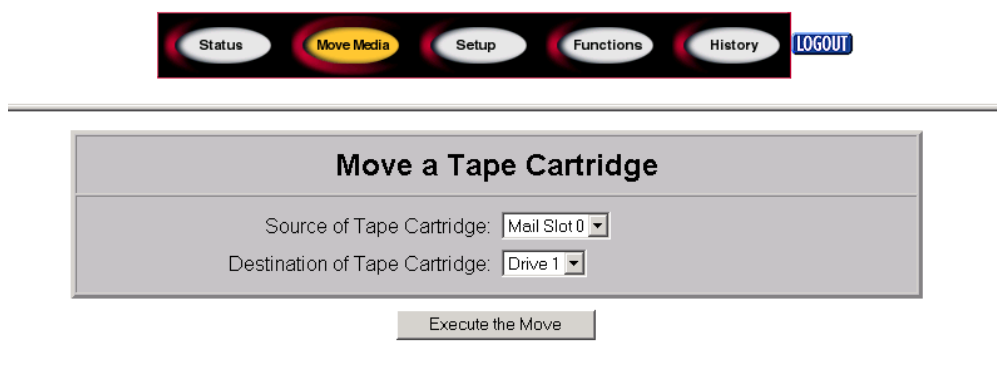 Status Move Media Setup Functions History LOGOUT
Move a Tape Cartridge
Source of Tape Cartridge: Mail Slot 0
Destination of Tape Cartridge: Drive 1
Execute the Move